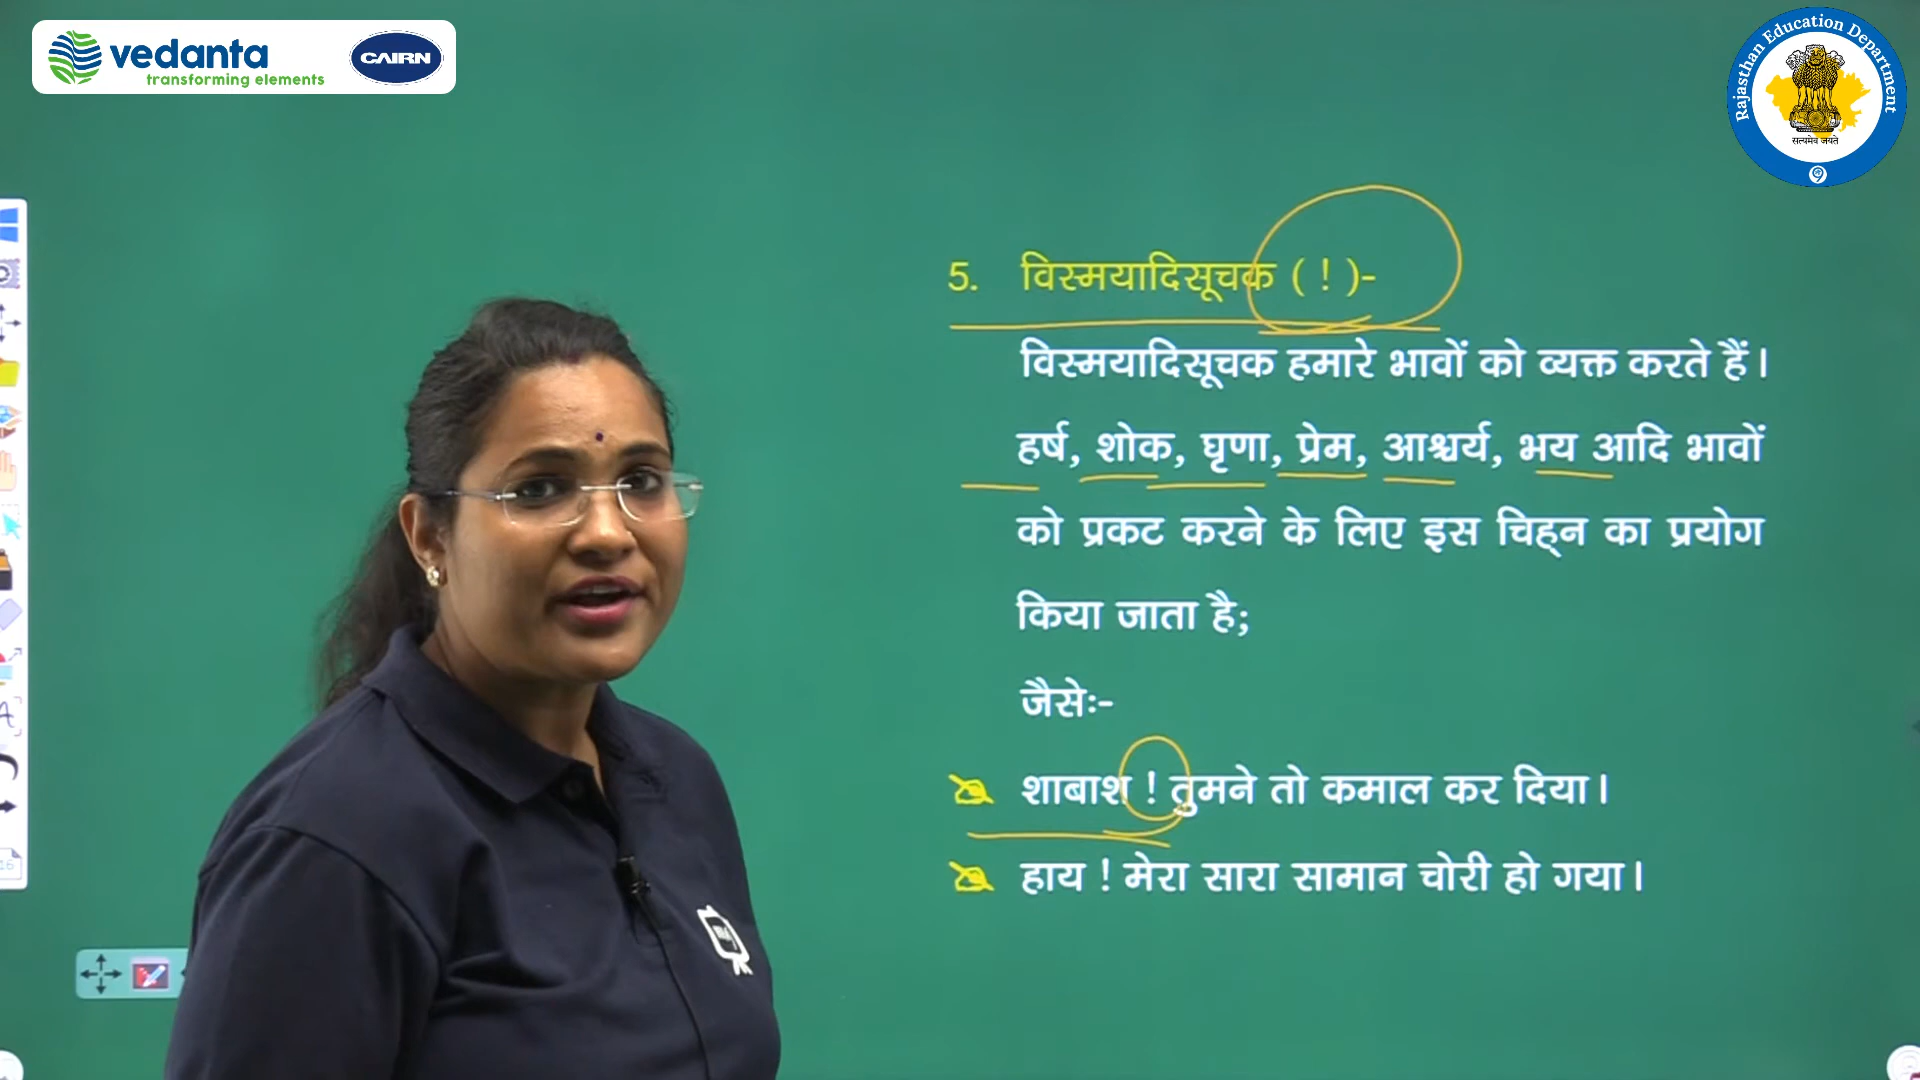 vedanta
transforming elements
CAIRN
Rajasthan Education Department
सत्यमेव जयते
5. विस्मयादिसूचक ( ! )-
विस्मयादिसूचक हमारे भावों को व्यक्त करते हैं।
हर्ष, शोक, घृणा, प्रेम, आश्चर्य, भय आदि भावों
को प्रकट करने के लिए इस चिह्न का प्रयोग
किया जाता है;
जैसेः-
शाबाश ! तुमने तो कमाल कर दिया।
हाय ! मेरा सारा सामान चोरी हो गया।